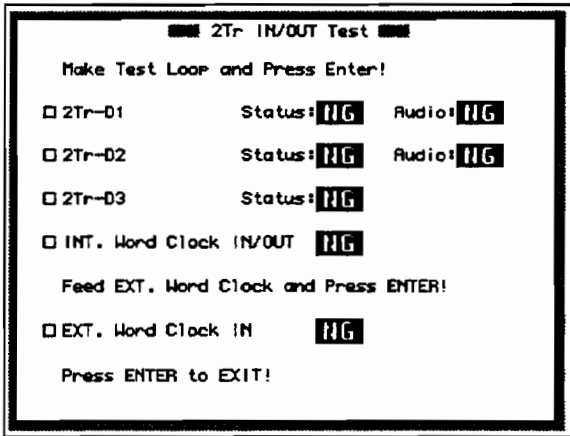 2Tr IN/OUT Test
Make Test Loop and Press Enter!
2Tr-D1 Status:NG Audio:NG
2Tr-D2 Status:NG Audio:NG
2Tr-D3 Status:NG
INT. Word Clock IN/OUT NG
Feed EXT. Word Clock and Press ENTER!
EXT. Word Clock IN NG
Press ENTER to EXIT!